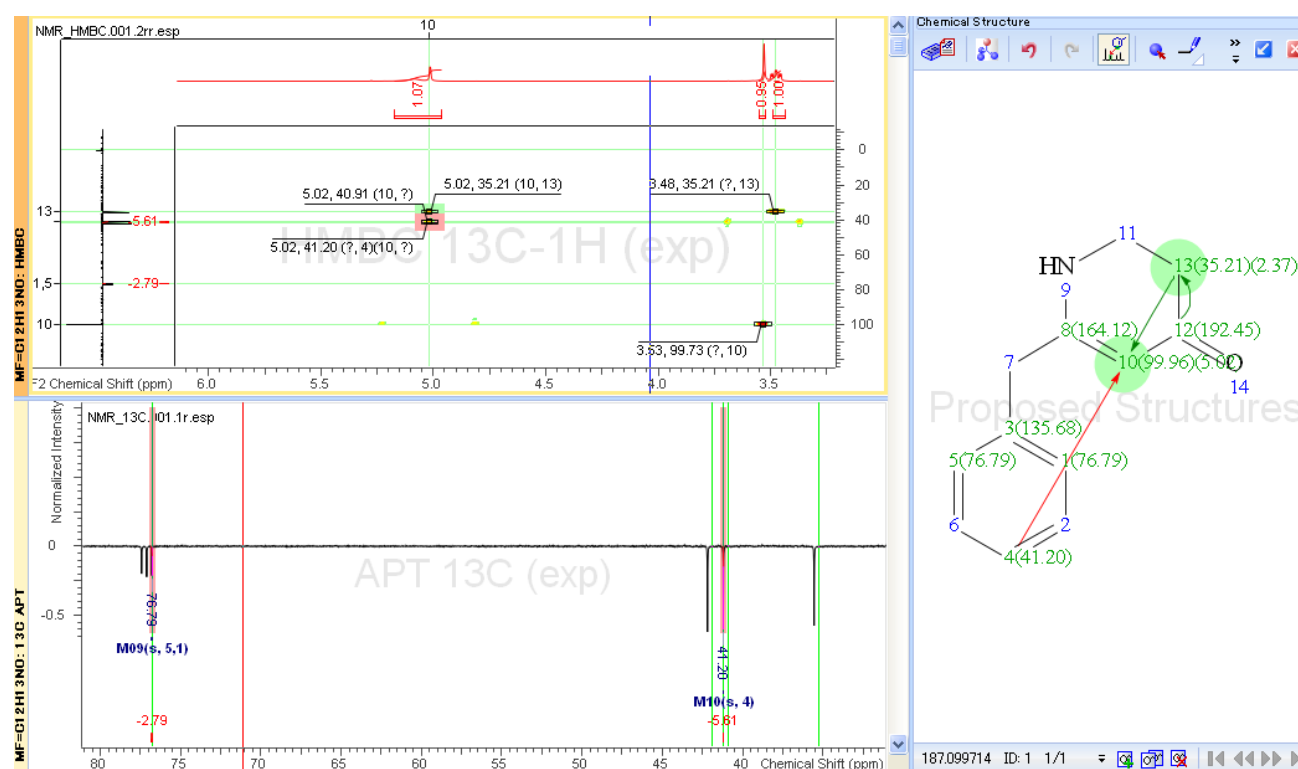 Chemical Structure
NMR_HMBC.001.2rr.esp
10
1.07
0.95
1.00
5.02, 40.91 (10, ?)
5.02, 35.21 (10, 13)
3.48, 35.21 (?, 13)
5.02, 41.20 (?, 4)(10, ?)
3.53, 99.73 (?, 10)
HMBC 13C-1H (exp)
0
20
40
60
80
100
13
-5.61
1,5
-2.79
10
F2 Chemical Shift (ppm)
6.0
5.5
5.0
4.5
4.0
3.5
MF=C12H13NO: HMBC
NMR_13C.001.1r.esp
Normalized Intensity
0
-0.5
APT 13C (exp)
76.79
M09(s, 5,1)
-2.79
41.20
M10(s, 4)
-5.61
80
75
70
65
60
55
50
45
40
Chemical Shift (ppm)
MF=C12H13NO: 13C APT
11
HN
9
13(35.21)(2.37)
8(164.12)
12(192.45)
7
10(99.96)(5.02)
O
14
Proposed Structures
3(135.68)
5(76.79)
1(76.79)
6
2
4(41.20)
187.099714 ID: 1 1/1